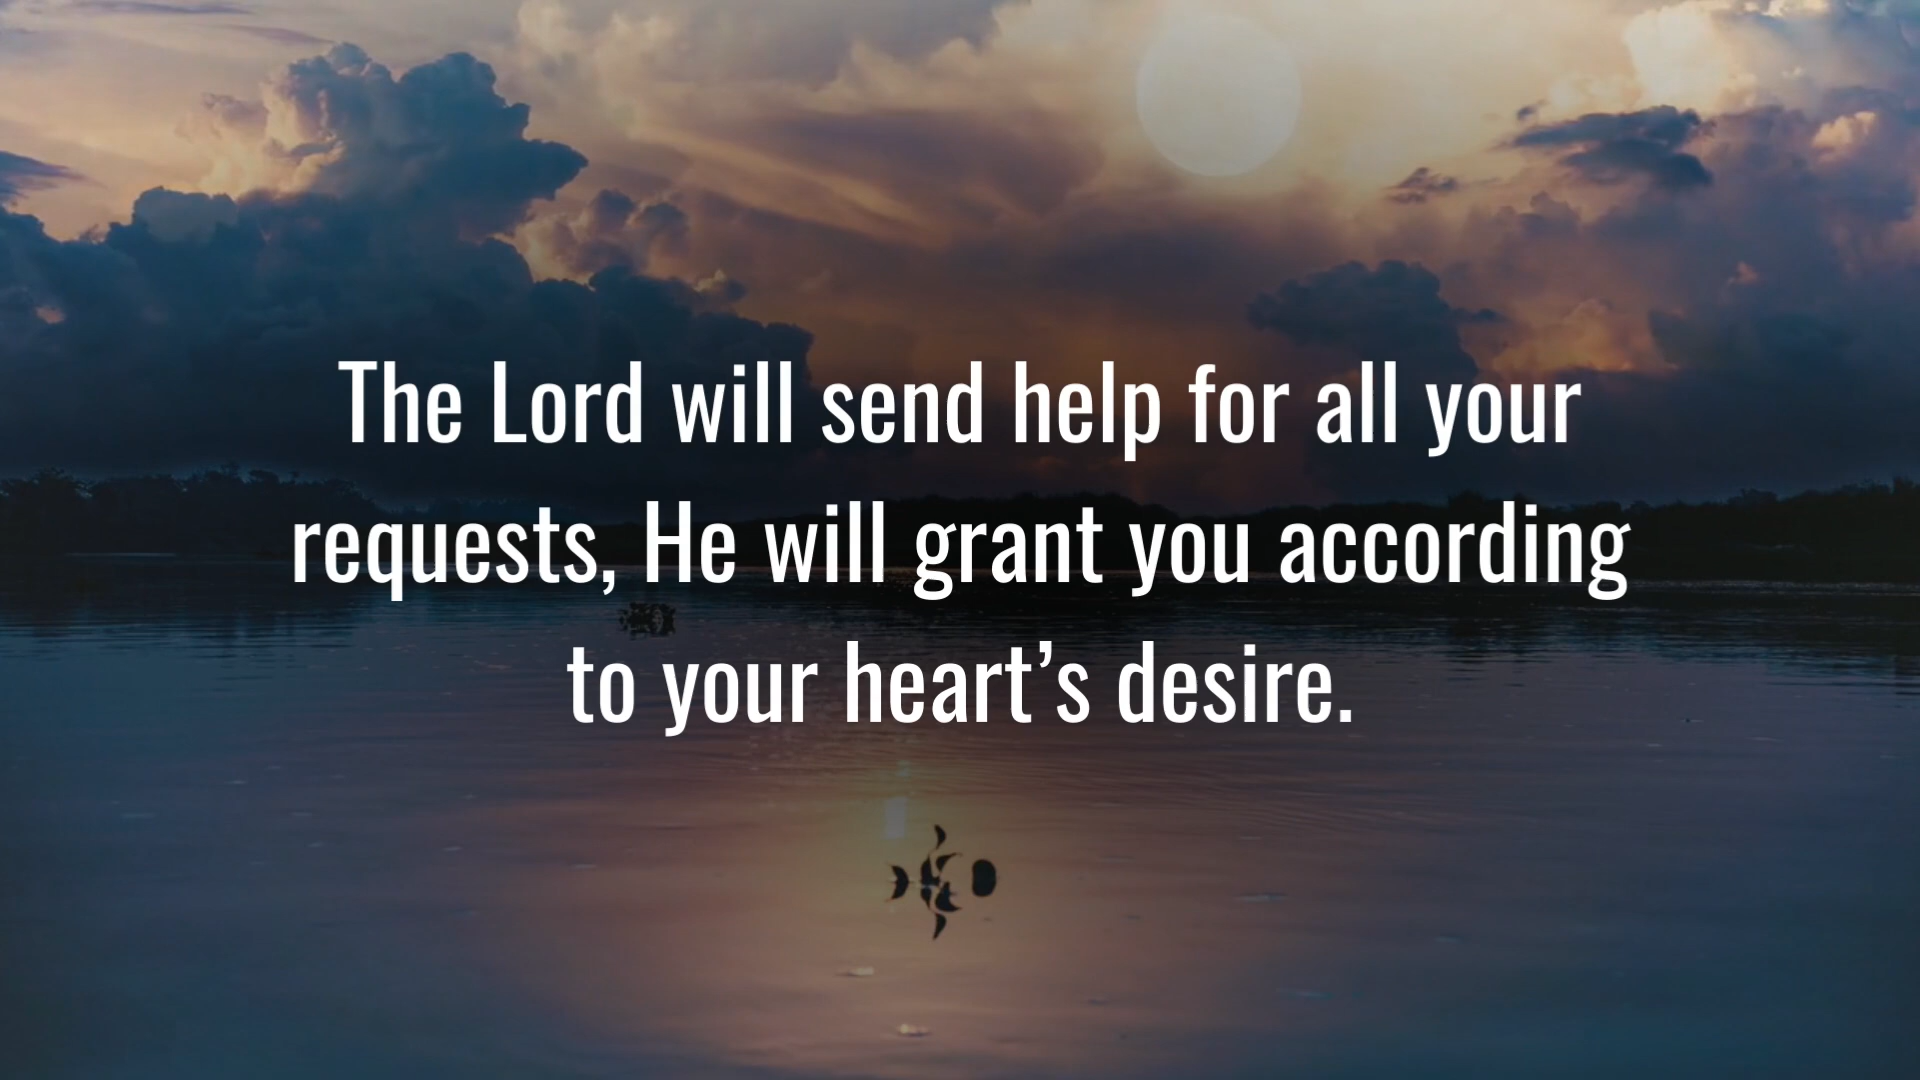 The Lord will send help for all your
requests, He will grant you according
to your heart’s desire.